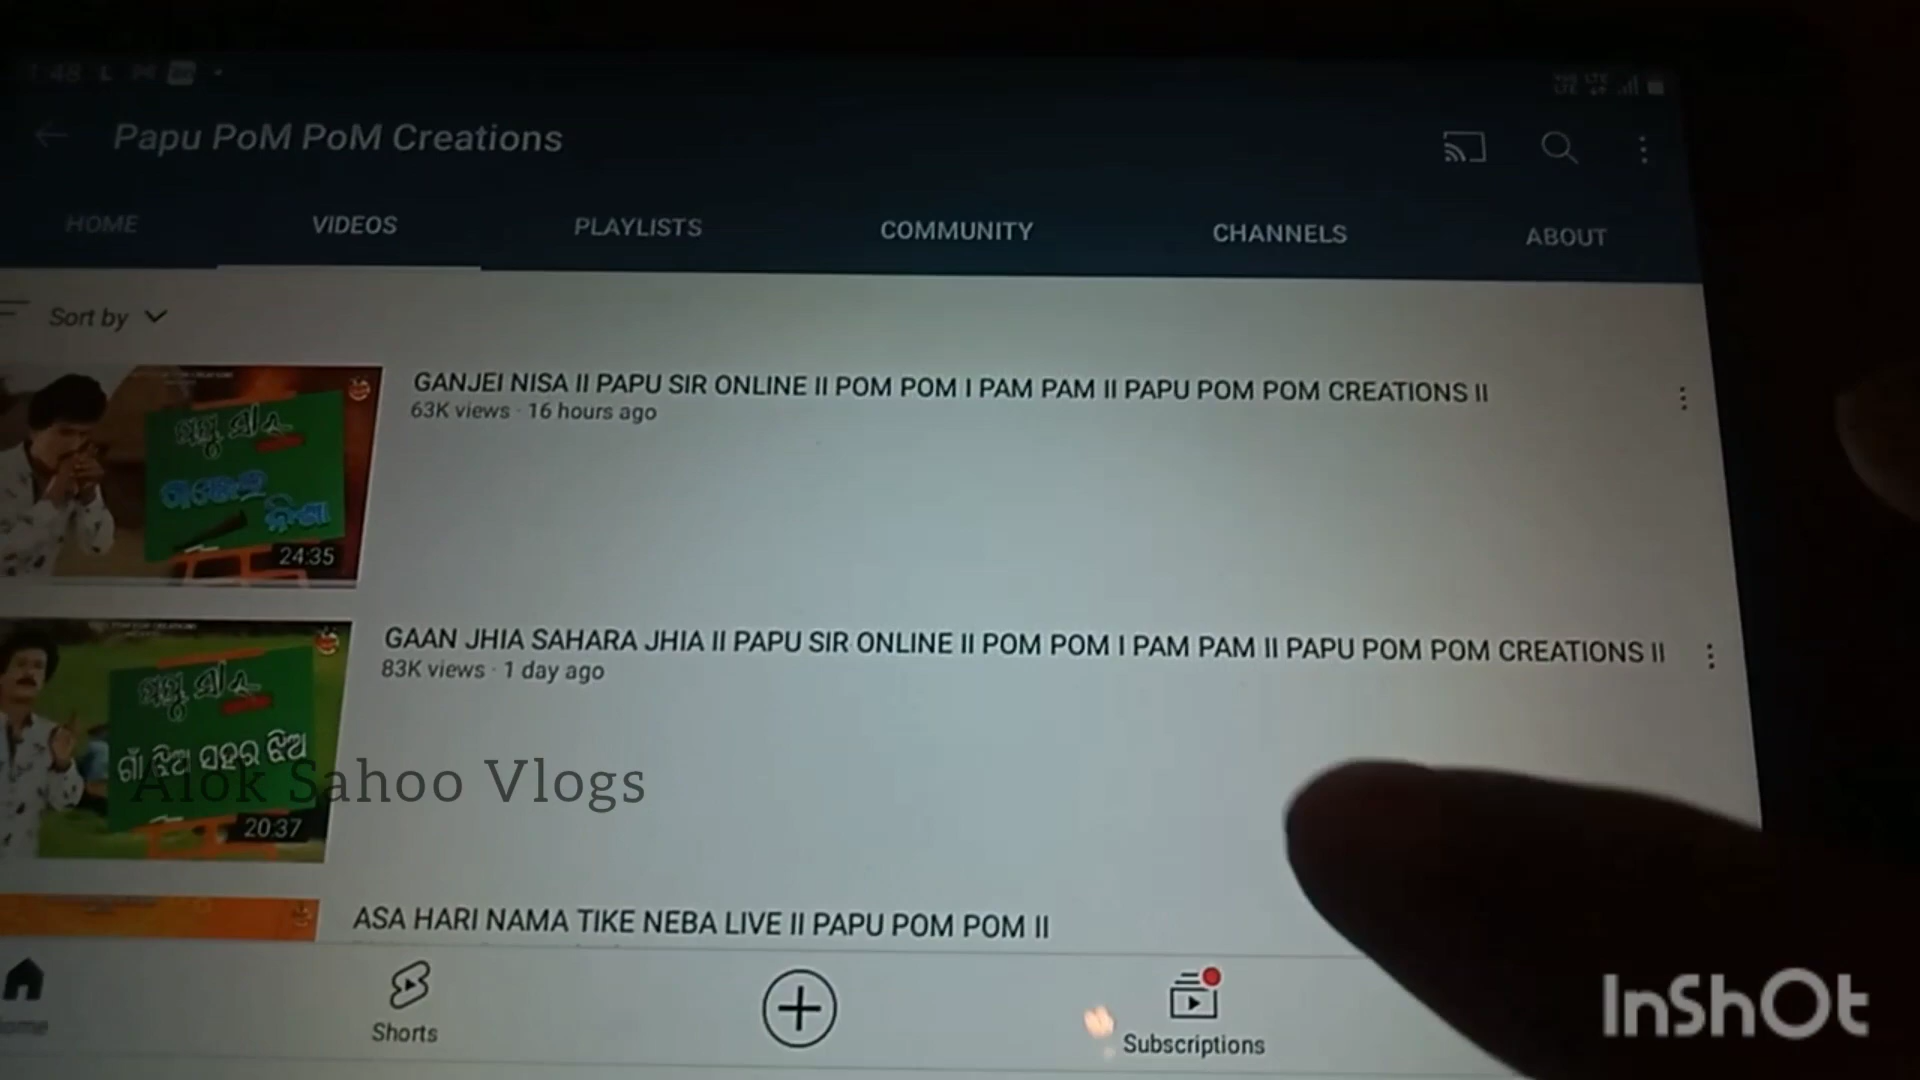 1:48
Papu PoM PoM Creations
HOME VIDEOS PLAYLISTS COMMUNITY CHANNELS ABOUT
Sort by
GANJEI NISA II PAPU SIR ONLINE II POM POM I PAM PAM II PAPU POM POM CREATIONS II
63K views · 16 hours ago
ଗଞ୍ଜେଇ
ନିଶା
24:35
GAAN JHIA SAHARA JHIA II PAPU SIR ONLINE II POM POM I PAM PAM II PAPU POM POM CREATIONS II
83K views · 1 day ago
ଗାଁ ଝିଅ ସହର ଝିଅ
Alok Sahoo Vlogs
20:37
ASA HARI NAMA TIKE NEBA LIVE II PAPU POM POM II
Shorts
Subscriptions
InShOt